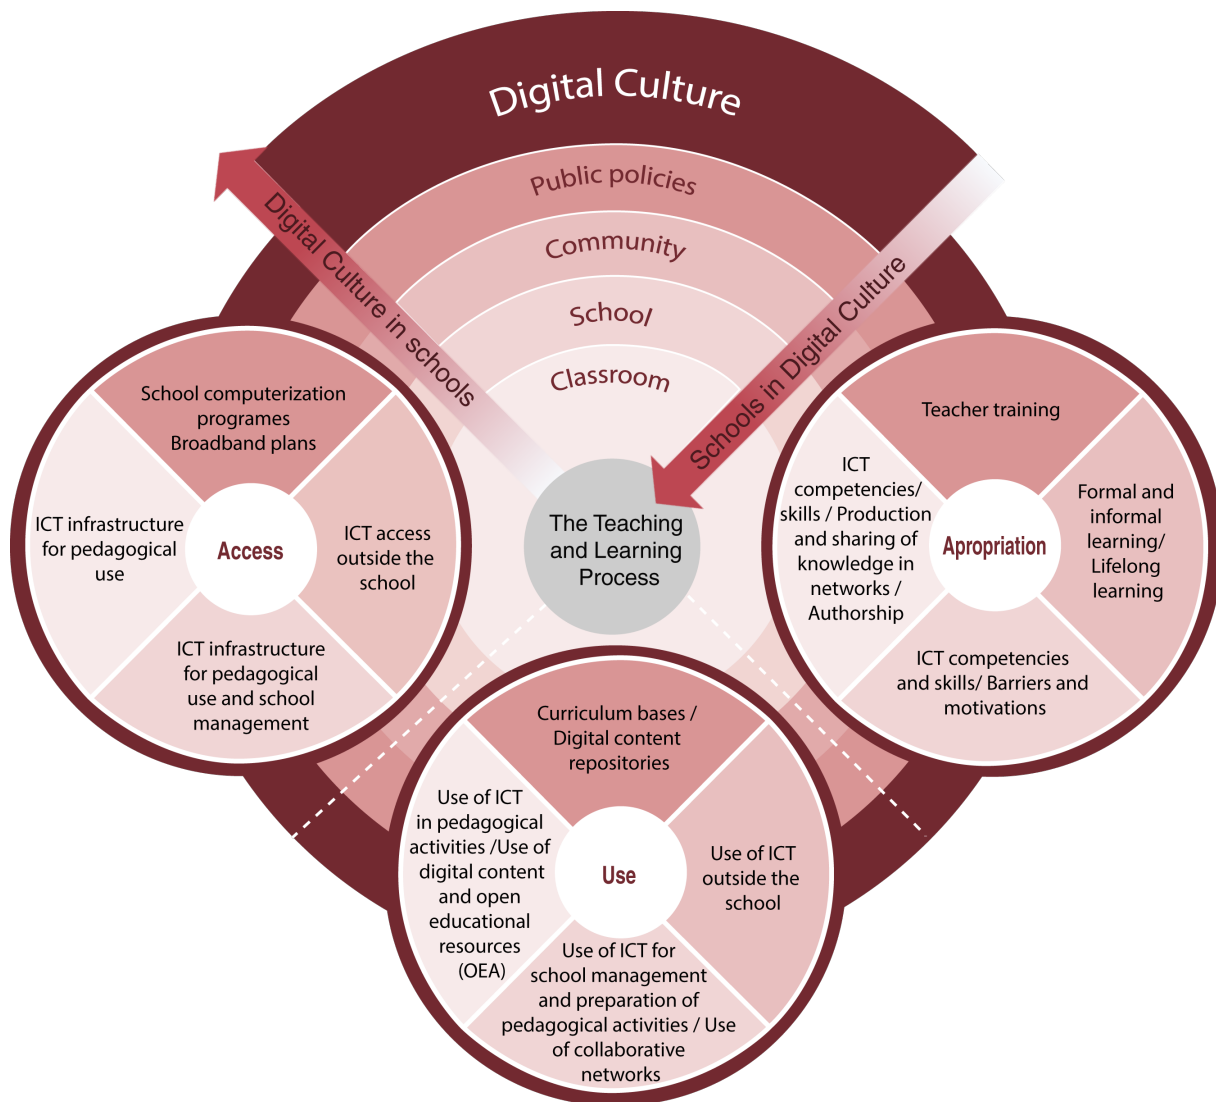 Digital Culture
Public policies
Community
School
Classroom
Digital Culture in schools
Schools in Digital Culture
The Teaching
and Learning
Process
School computerization
programes
Broadband plans
ICT infrastructure
for pedagogical
use
Access
ICT access
outside the
school
ICT infrastructure
for pedagogical
use and school
management
Teacher training
ICT
competencies/
skills / Production
and sharing of
knowledge in
networks /
Authorship
Apropriation
Formal and
informal
learning/
Lifelong
learning
ICT competencies
and skills/ Barriers and
motivations
Curriculum bases /
Digital content
repositories
Use of ICT
in pedagogical
activities /Use of
digital content
and open
educational
resources
(OEA)
Use
Use of ICT
outside the
school
Use of ICT for
school management
and preparation of
pedagogical activities / Use
of collaborative
networks